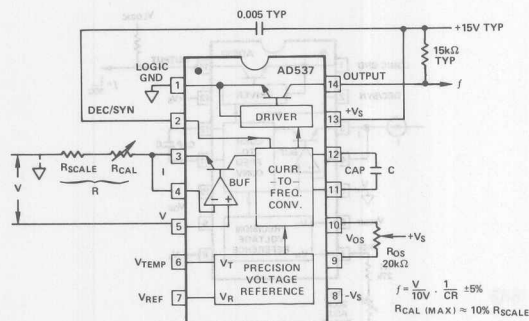 0.005 TYP
+15V TYP
15kΩ
TYP
LOGIC
GND
AD537
OUTPUT
f
1
14
DRIVER
DEC/SYN
2
13
+VS
RSCALE
RCAL
R
I
3
12
CAP
C
V
4
BUF
CURR.
-TO-
FREQ.
CONV.
11
V
5
10
VOS
+VS
ROS
20kΩ
VTEMP
6
VT
PRECISION
VOLTAGE
REFERENCE
9
VREF
7
VR
8
-VS
f = V/10V · 1/CR ±5%
RCAL (MAX) ≈ 10% RSCALE